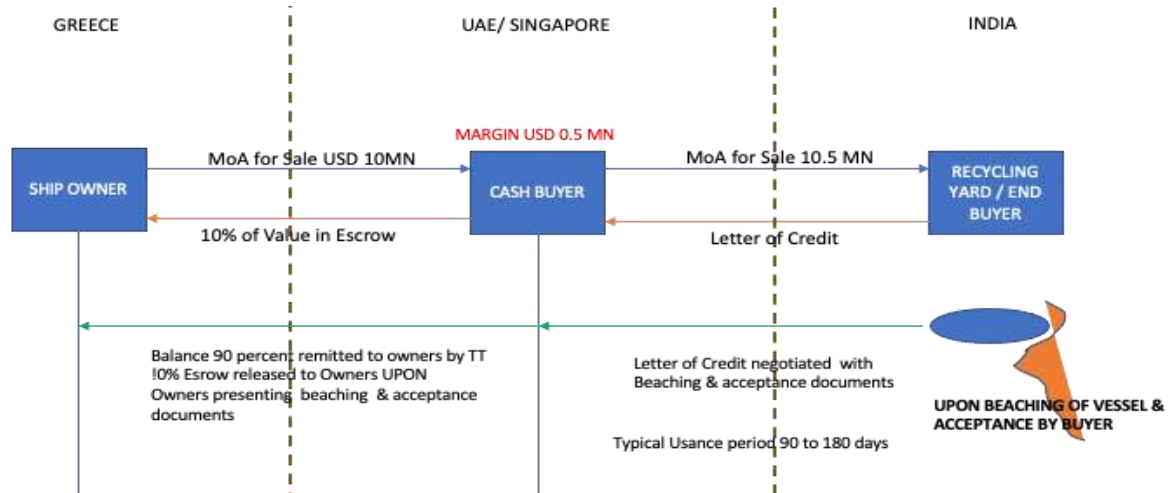 GREECE
UAE/ SINGAPORE
INDIA
MARGIN USD 0.5 MN
MoA for Sale USD 10MN
MoA for Sale 10.5 MN
SHIP OWNER
CASH BUYER
RECYCLING
YARD / END
BUYER
10% of Value in Escrow
Letter of Credit
Balance 90 percent remitted to owners by TT
!0% Esrow released to Owners UPON
Owners presenting beaching & acceptance
documents
Letter of Credit negotiated with
Beaching & acceptance documents
UPON BEACHING OF VESSEL &
ACCEPTANCE BY BUYER
Typical Usance period 90 to 180 days